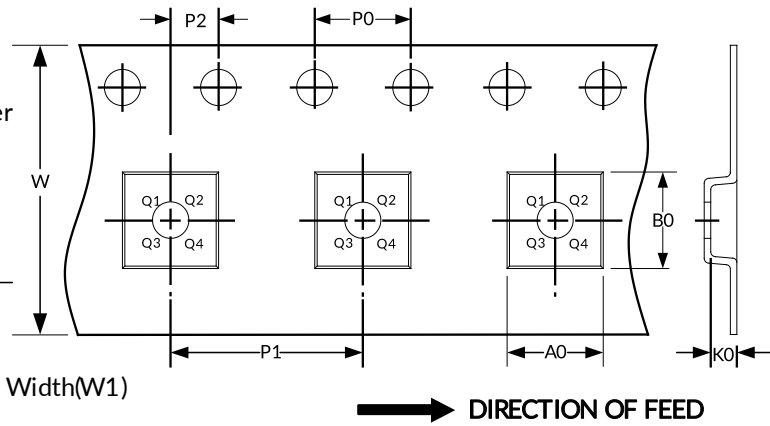 P2
P0
er
W
Q1 Q2
Q1 Q2
Q1 Q2
B0
Q3 Q4
Q3 Q4
Q3 Q4
P1
A0
K0
Width(W1)
DIRECTION OF FEED